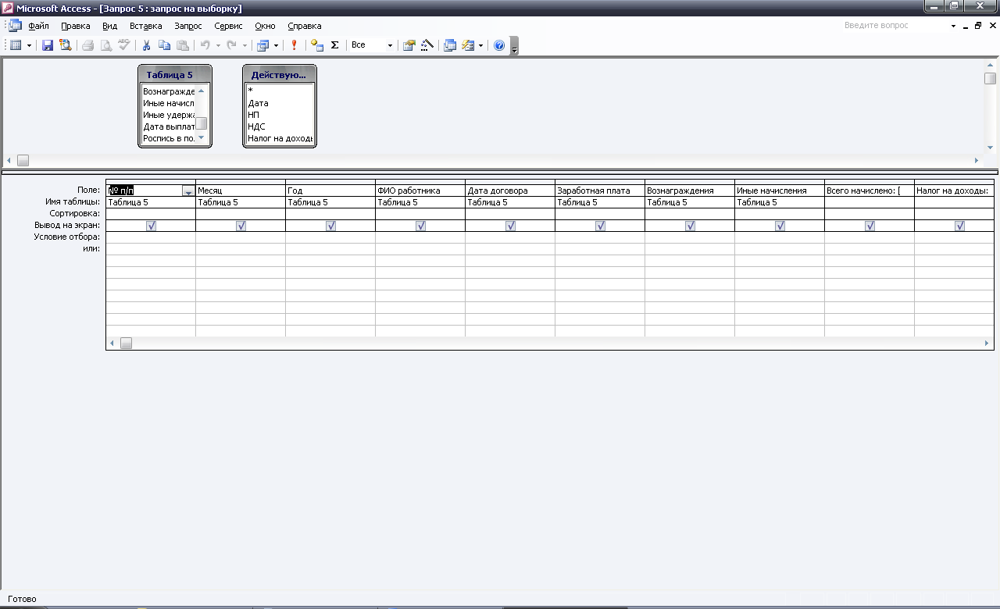 Microsoft Access - [Запрос 5 : запрос на выборку]
Файл Правка Вид Вставка Запрос Сервис Окно Справка Введите вопрос
Все
Таблица 5 Действую...
Вознагражде *
Иные начисл Дата
Иные удержа НП
Дата выплат НДС
Роспись в по. Налог на доходы
Поле: № п/п Месяц Год ФИО работника Дата договора Заработная плата Вознаграждения Иные начисления Всего начислено: [ Налог на доходы:
Имя таблицы: Таблица 5 Таблица 5 Таблица 5 Таблица 5 Таблица 5 Таблица 5 Таблица 5 Таблица 5
Сортировка:
Вывод на экран:
Условие отбора:
или:
Готово